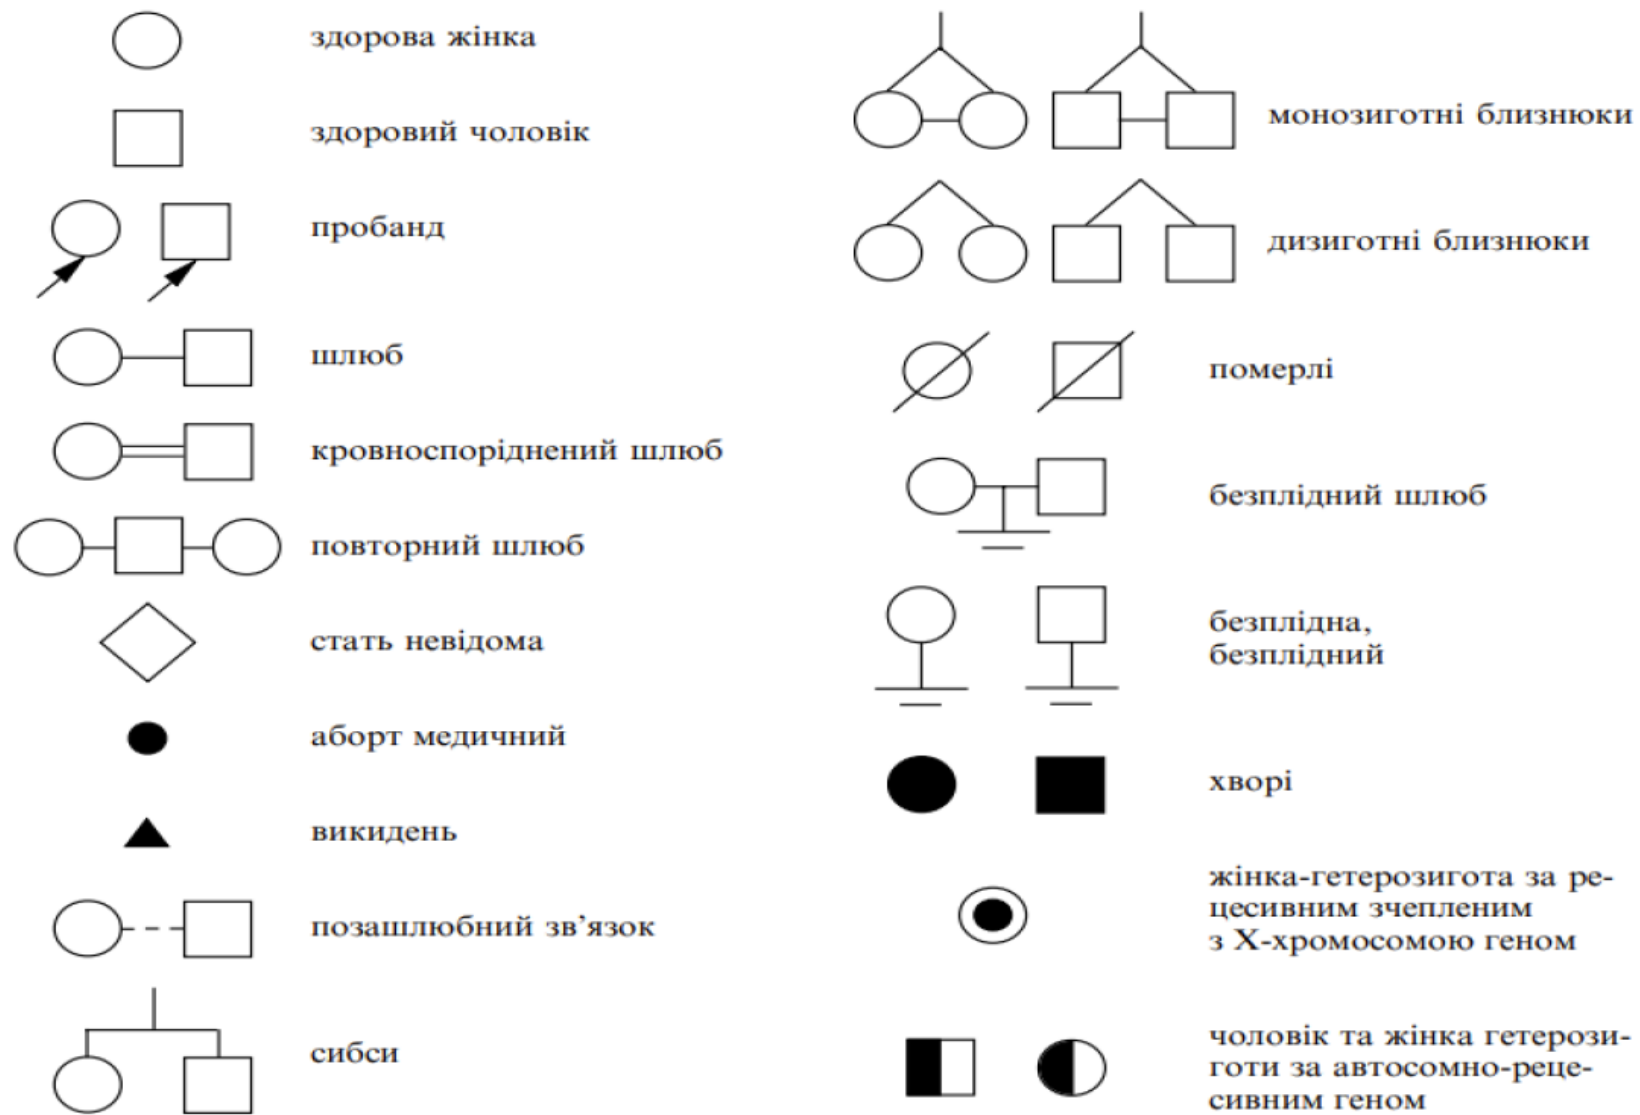 здорова жінка
здоровий чоловік
пробанд
шлюб
кровноспоріднений шлюб
повторний шлюб
стать невідома
аборт медичний
викидень
позашлюбний зв’язок
сибси
монозиготні близнюки
дизиготні близнюки
померлі
безплідний шлюб
безплідна,
безплідний
хворі
жінка-гетерозигота за ре-
цесивним зчепленим
з Х-хромосомою геном
чоловік та жінка гетерози-
готи за автосомно-реце-
сивним геном